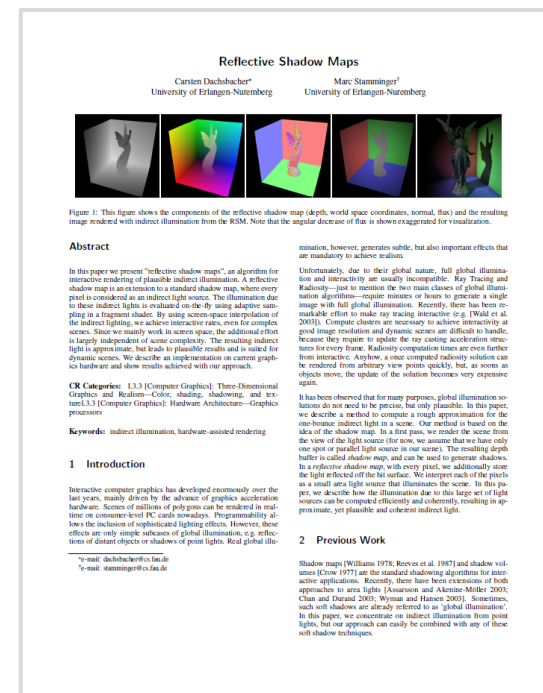 Reflective Shadow Maps
Carsten Dachsbacher*
University of Erlangen-Nuremberg
Marc Stamminger†
University of Erlangen-Nuremberg
Figure 1: This figure shows the components of the reflective shadow map (depth, world space coordinates, normal, flux) and the resulting
image rendered with indirect illumination from the RSM. Note that the angular decrease of flux is shown exaggerated for visualization.
Abstract
In this paper we present "reflective shadow maps", an algorithm for
interactive rendering of plausible indirect illumination. A reflective
shadow map is an extension to a standard shadow map, where every
pixel is considered as an indirect light source. The illumination due
to these indirect lights is evaluated on-the-fly using adaptive sam-
pling in a fragment shader. By using screen-space interpolation of
the indirect lighting, we achieve interactive rates, even for complex
scenes. Since we mainly work in screen space, the additional effort
is largely independent of scene complexity. The resulting indirect
light is approximate, but leads to plausible results and is suited for
dynamic scenes. We describe an implementation on current graph-
ics hardware and show results achieved with our approach.
CR Categories: I.3.3 [Computer Graphics]: Three-Dimensional
Graphics and Realism—Color, shading, shadowing, and tex-
tureI.3.3 [Computer Graphics]: Hardware Architecture—Graphics
processors
Keywords: indirect illumination, hardware-assisted rendering
1 Introduction
Interactive computer graphics has developed enormously over the
last years, mainly driven by the advance of graphics acceleration
hardware. Scenes of millions of polygons can be rendered in real-
time on consumer-level PC cards nowadays. Programmability al-
lows the inclusion of sophisticated lighting effects. However, these
effects are only simple subcases of global illumination, e.g. reflec-
tions of distant objects or shadows of point lights. Real global illu-
*e-mail: dachsbacher@cs.fau.de
†e-mail: stamminger@cs.fau.de
mination, however, generates subtle, but also important effects that
are mandatory to achieve realism.
Unfortunately, due to their global nature, full global illumina-
tion and interactivity are usually incompatible. Ray Tracing and
Radiosity—just to mention the two main classes of global illumi-
nation algorithms—require minutes or hours to generate a single
image with full global illumination. Recently, there has been re-
markable effort to make ray tracing interactive (e.g. [Wald et al.
2003]). Compute clusters are necessary to achieve interactivity at
good image resolution and dynamic scenes are difficult to handle,
because they require to update the ray casting acceleration struc-
tures for every frame. Radiosity computation times are even further
from interactive. Anyhow, a once computed radiosity solution can
be rendered from arbitrary view points quickly, but, as soon as
objects move, the update of the solution becomes very expensive
again.
It has been observed that for many purposes, global illumination so-
lutions do not need to be precise, but only plausible. In this paper,
we describe a method to compute a rough approximation for the
one-bounce indirect light in a scene. Our method is based on the
idea of the shadow map. In a first pass, we render the scene from
the view of the light source (for now, we assume that we have only
one spot or parallel light source in our scene). The resulting depth
buffer is called shadow map, and can be used to generate shadows.
In a reflective shadow map, with every pixel, we additionally store
the light reflected off the hit surface. We interpret each of the pixels
as a small area light source that illuminates the scene. In this pa-
per, we describe how the illumination due to this large set of light
sources can be computed efficiently and coherently, resulting in ap-
proximate, yet plausible and coherent indirect light.
2 Previous Work
Shadow maps [Williams 1978; Reeves et al. 1987] and shadow vol-
umes [Crow 1977] are the standard shadowing algorithms for inter-
active applications. Recently, there have been extensions of both
approaches to area lights [Assarsson and Akenine-Möller 2003;
Chan and Durand 2003; Wyman and Hansen 2003]. Sometimes,
such soft shadows are already referred to as 'global illumination'.
In this paper, we concentrate on indirect illumination from point
lights, but our approach can easily be combined with any of these
soft shadow techniques.